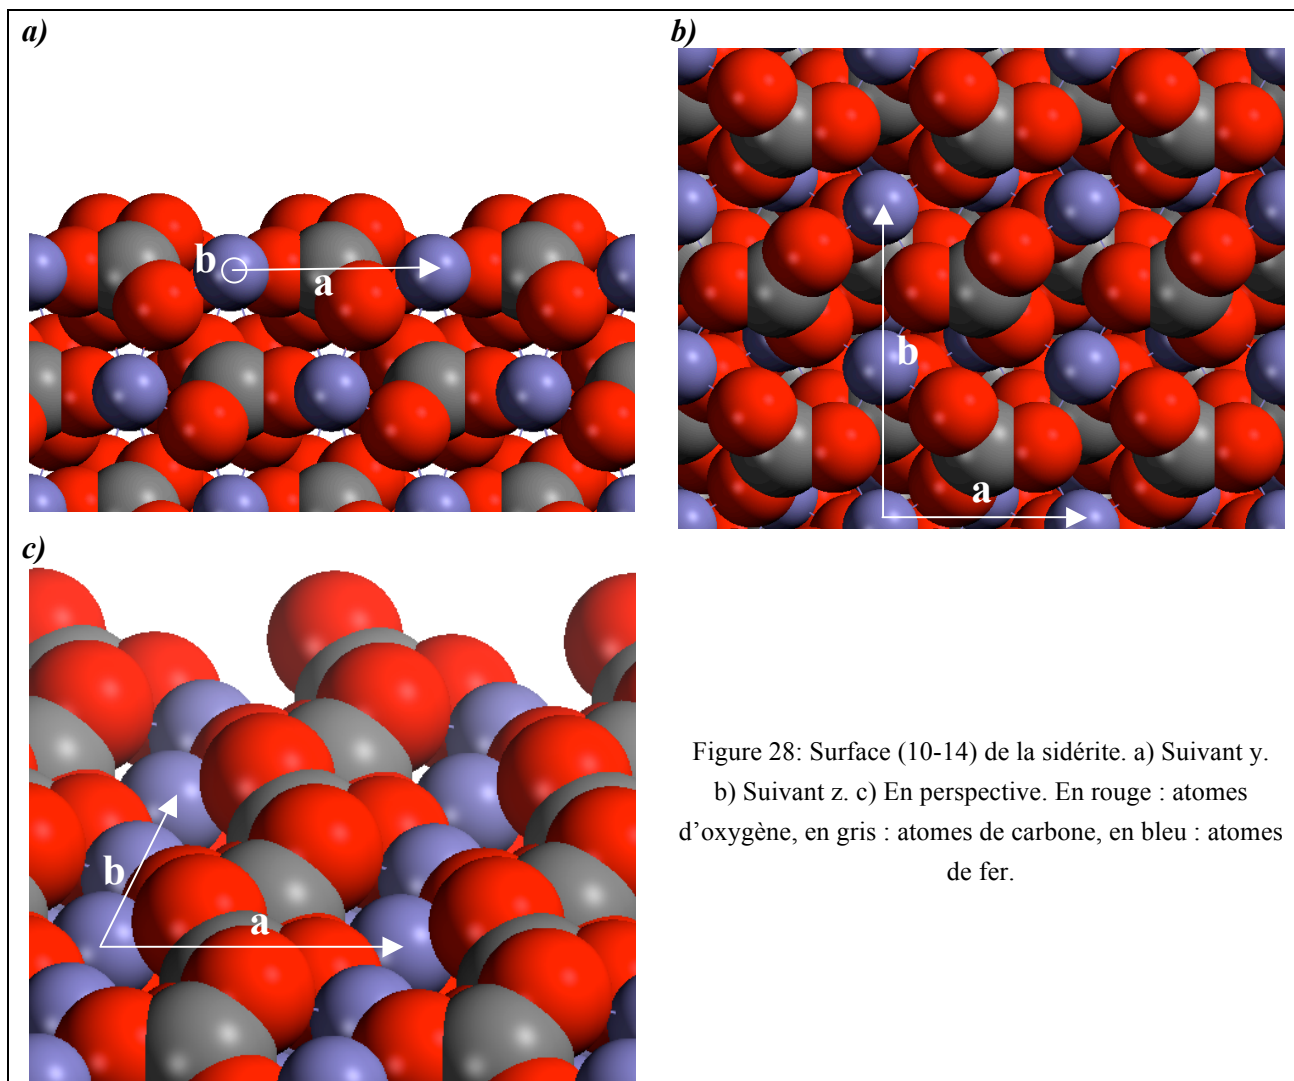 a)
b
a
b)
b
a
c)
b
a
Figure 28: Surface (10-14) de la sidérite. a) Suivant y.
b) Suivant z. c) En perspective. En rouge : atomes
d’oxygène, en gris : atomes de carbone, en bleu : atomes
de fer.